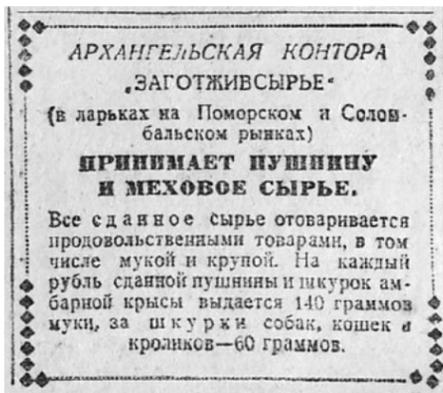 АРХАНГЕЛЬСКАЯ КОНТОРА
„ЗАГОТЖИВСЫРЬЕ“
(в ларьках на Поморском и Солом-
бальском рынках)
ПРИНИМАЕТ ПУШНИНУ
И МЕХОВОЕ СЫРЬЕ.
Все сданное сырье отоваривается
продовольственными товарами, в том
числе мукой и крупой. На каждый
рубль сданной пушнины и шкурок ам-
барной крысы выдается 140 граммов
муки, за шкурки собак, кошек и
кроликов—60 граммов.